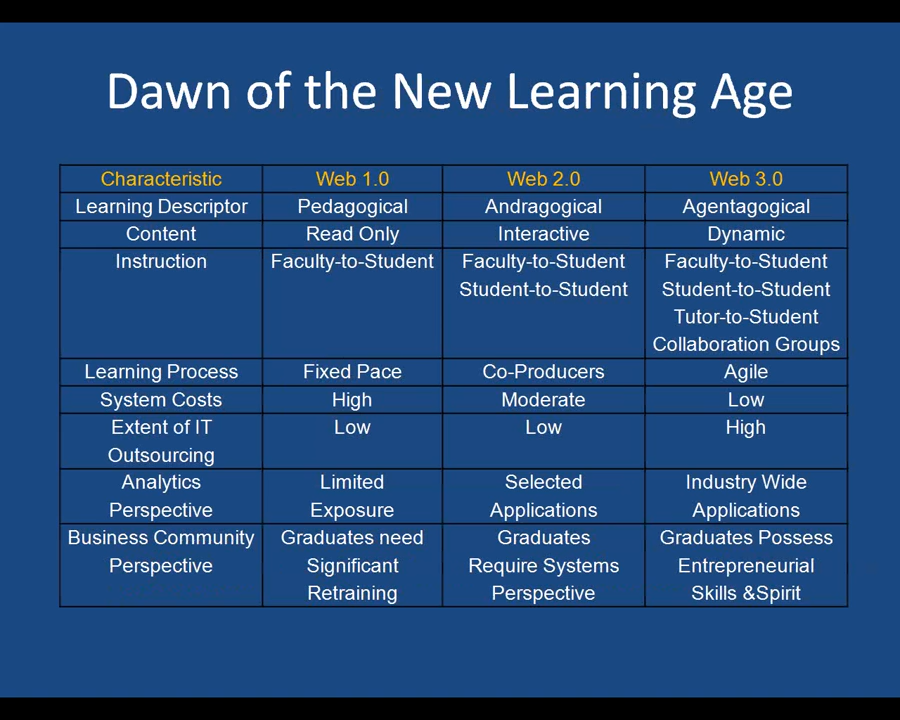 Dawn of the New Learning Age
Characteristic Web 1.0 Web 2.0 Web 3.0
Learning Descriptor Pedagogical Andragogical Agentagogical
Content Read Only Interactive Dynamic
Instruction Faculty-to-Student Faculty-to-Student Faculty-to-Student
Student-to-Student Student-to-Student
Tutor-to-Student
Collaboration Groups
Learning Process Fixed Pace Co-Producers Agile
System Costs High Moderate Low
Extent of IT Low Low High
Outsourcing
Analytics Limited Selected Industry Wide
Perspective Exposure Applications Applications
Business Community Graduates need Graduates Graduates Possess
Perspective Significant Require Systems Entrepreneurial
Retraining Perspective Skills &Spirit